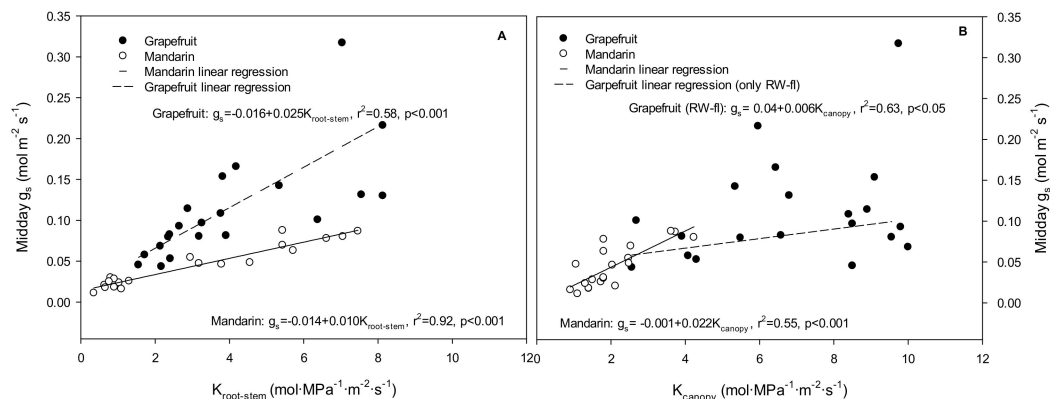 0.35
0.30
0.25
0.20
0.15
0.10
0.05
0.00
Midday gs (mol m-2 s-1)
A
Grapefruit
Mandarin
Mandarin linear regression
Grapefruit linear regression
Grapefruit: gs=-0.016+0.025Kroot-stem, r2=0.58, p<0.001
Mandarin: gs=-0.014+0.010Kroot-stem, r2=0.92, p<0.001
0 2 4 6 8 10 12
Kroot-stem (mol·MPa-1·m-2·s-1)
B
Grapefruit
Mandarin
Mandarin linear regression
Garpefruit linear regression (only RW-fl)
Grapefruit (RW-fl): gs= 0.04+0.006Kcanopy, r2=0.63, p<0.05
Mandarin: gs= -0.001+0.022Kcanopy, r2=0.55, p<0.001
0 2 4 6 8 10 12
Kcanopy (mol·MPa-1·m-2·s-1)
0.35
0.30
0.25
0.20
0.15
0.10
0.05
0.00
Midday gs (mol m-2 s-1)